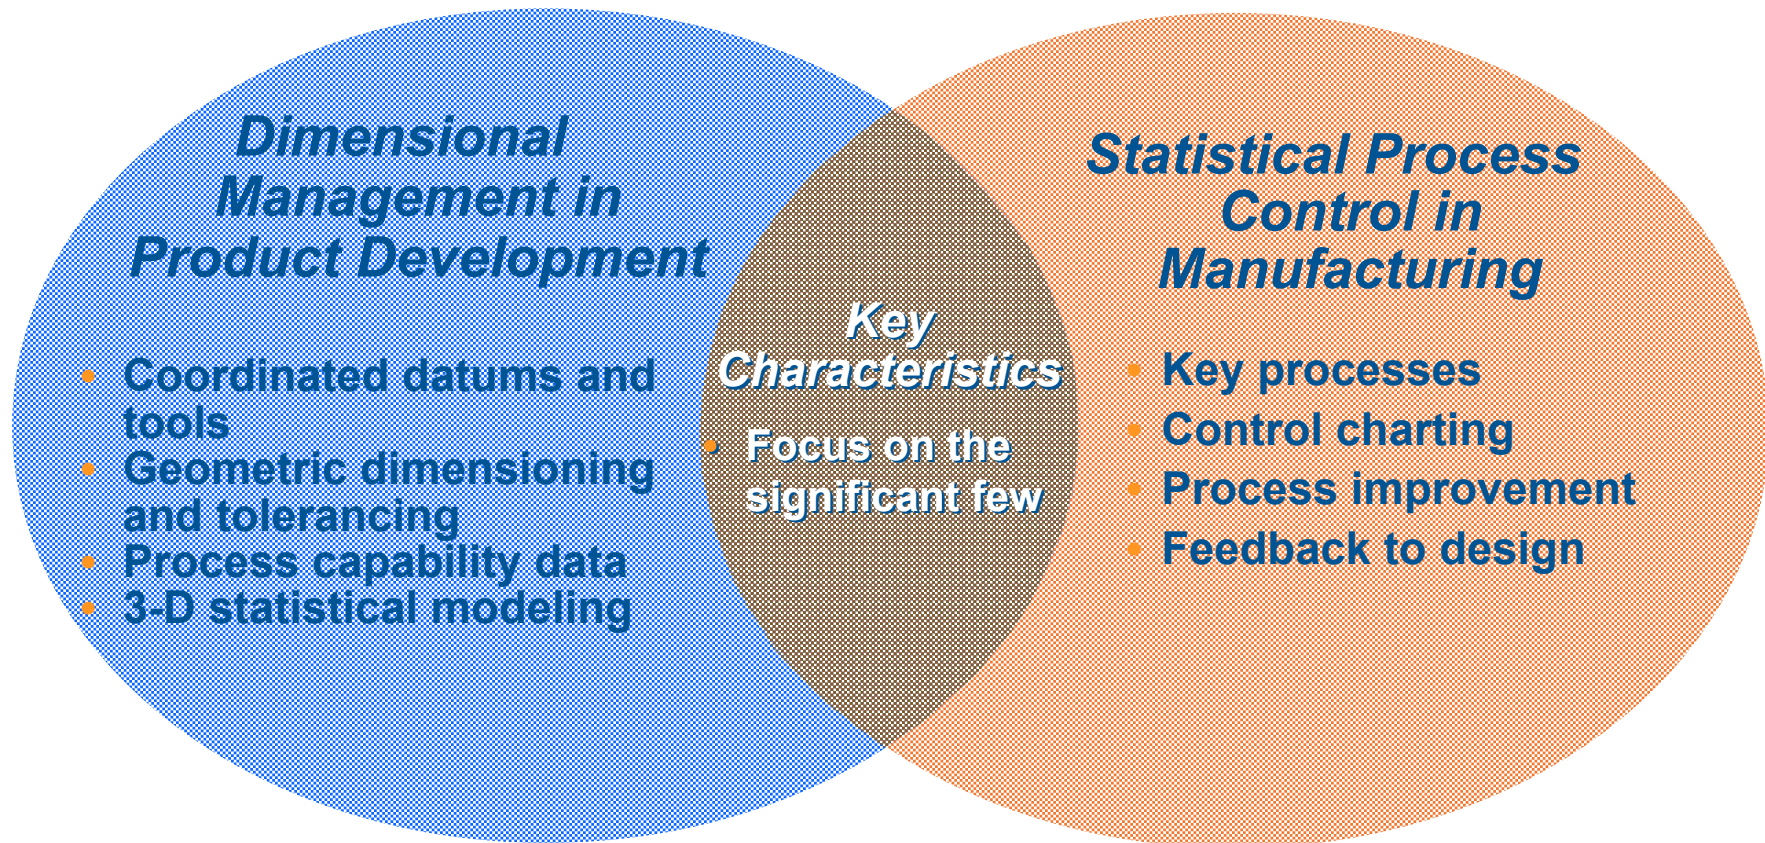 Dimensional
Management in
Product Development
• Coordinated datums and
tools
• Geometric dimensioning
and tolerancing
• Process capability data
• 3-D statistical modeling
Key
Characteristics
• Focus on the
significant few
Statistical Process
Control in
Manufacturing
• Key processes
• Control charting
• Process improvement
• Feedback to design